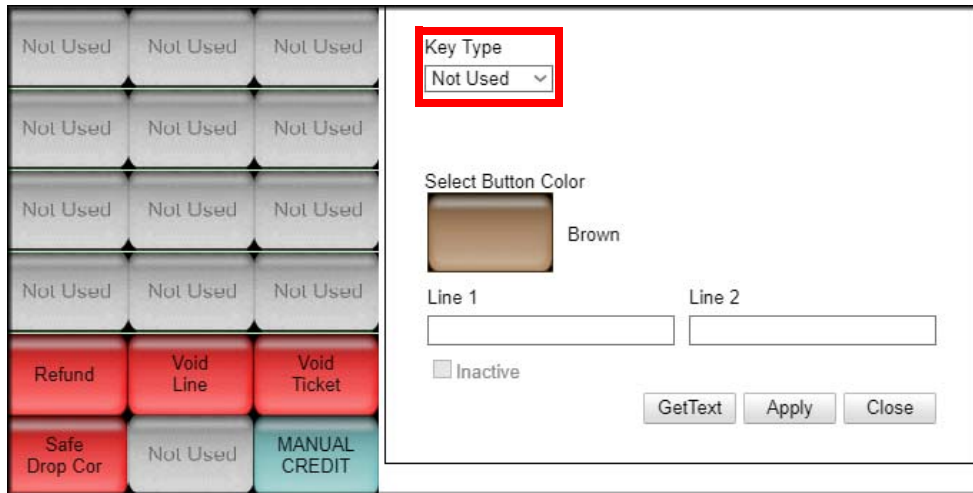 Not Used Not Used Not Used
Not Used Not Used Not Used
Not Used Not Used Not Used
Not Used Not Used Not Used
Refund
Void
Line
Void
Ticket
Safe
Drop Cor
Not Used
MANUAL
CREDIT
Key Type
Not Used
Select Button Color
Brown
Line 1
Line 2
Inactive
GetText Apply Close